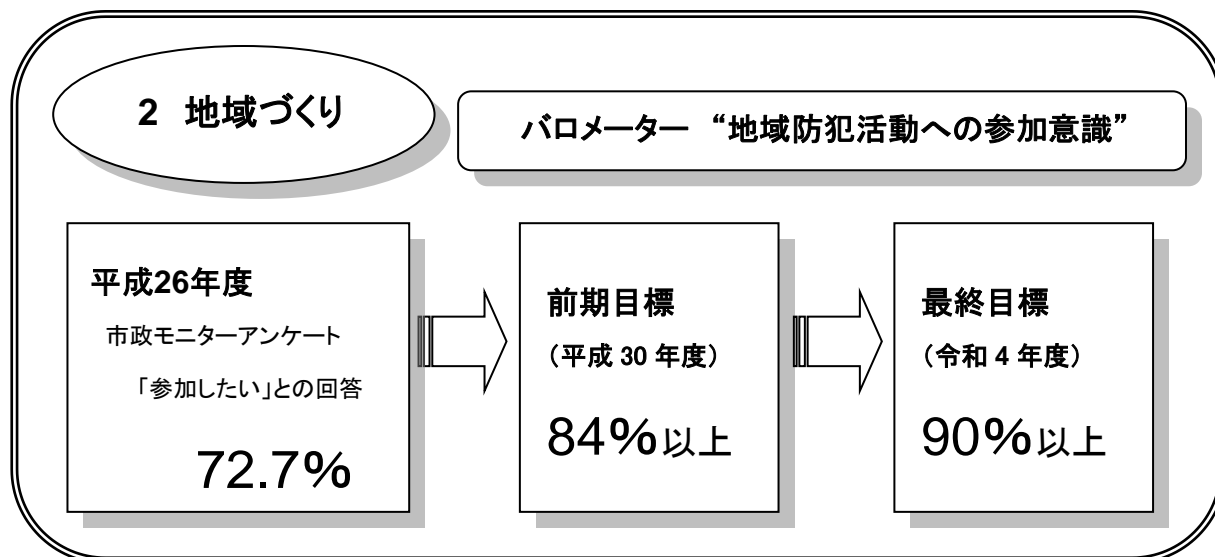 2 地域づくり
バロメーター “地域防犯活動への参加意識”
平成26年度
市政モニターアンケート
「参加したい」との回答
72.7%
前期目標
（平成 30 年度）
84%以上
最終目標
（令和 4 年度）
90%以上